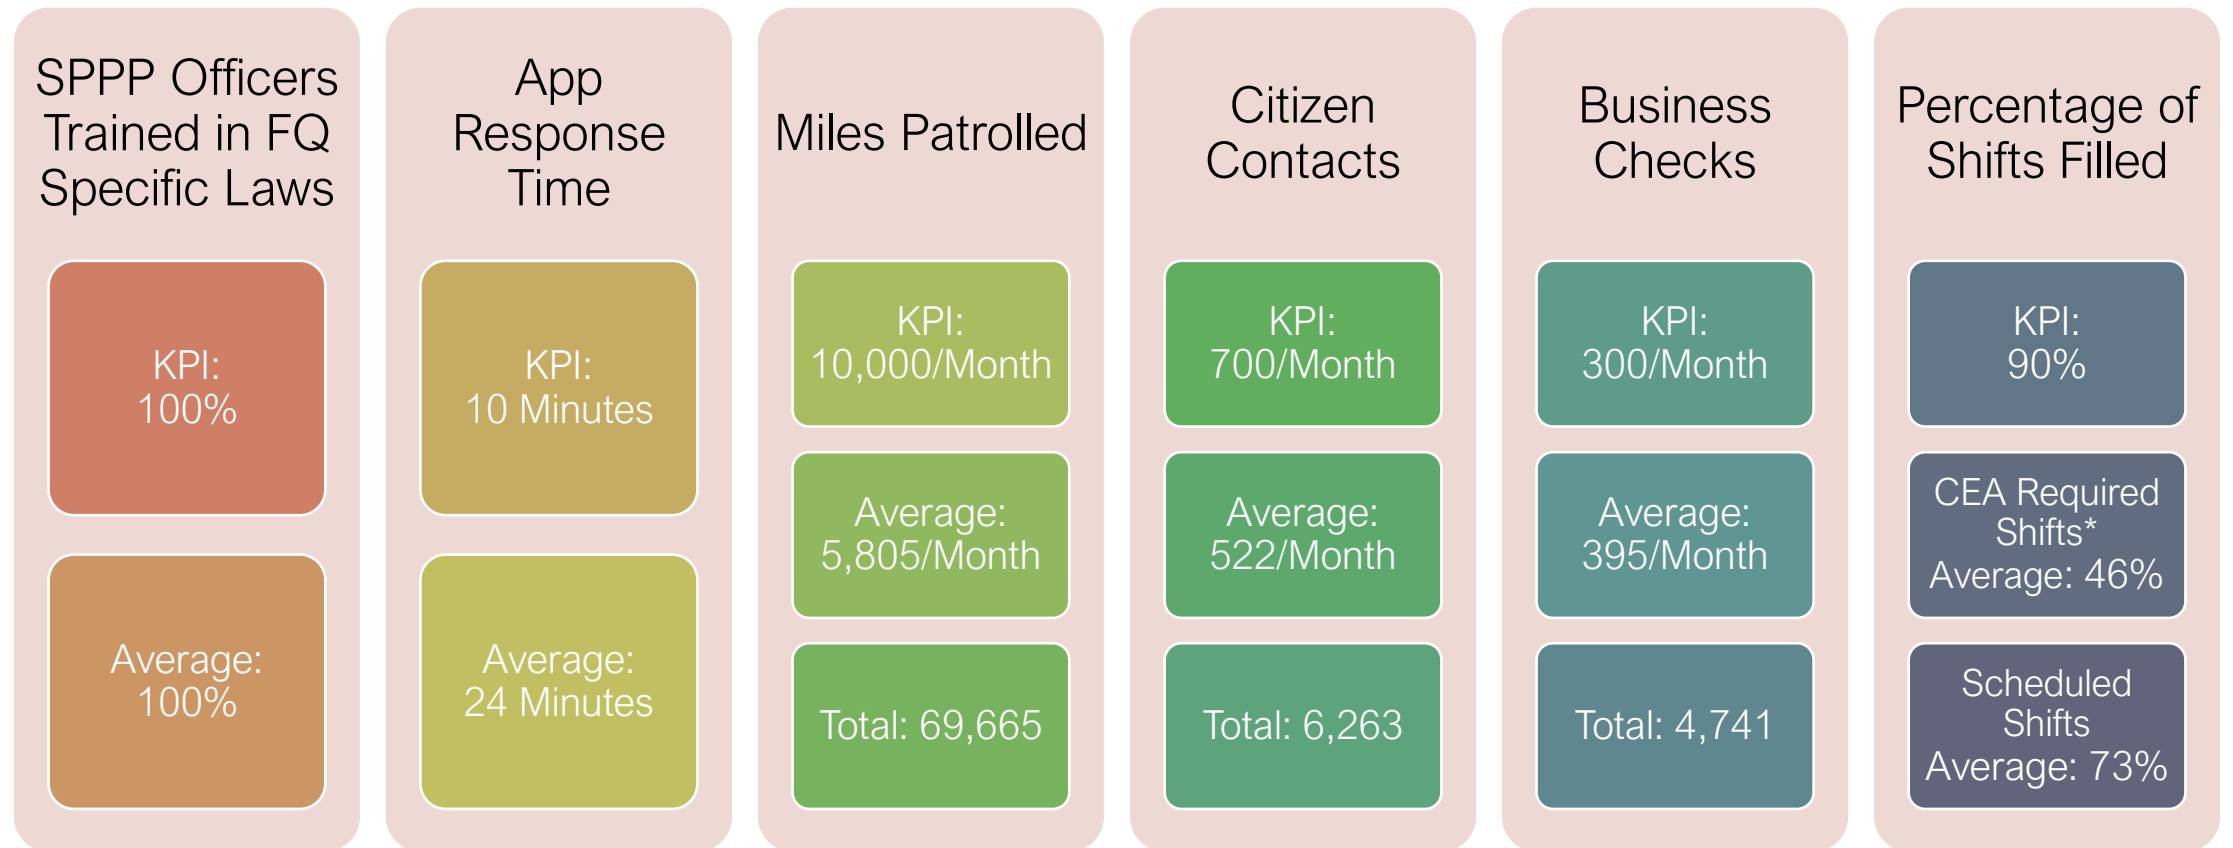 SPPP Officers
Trained in FQ
Specific Laws
KPI:
100%
Average:
100%
App
Response
Time
KPI:
10 Minutes
Average:
24 Minutes
Miles Patrolled
KPI:
10,000/Month
Average:
5,805/Month
Total: 69,665
Citizen
Contacts
KPI:
700/Month
Average:
522/Month
Total: 6,263
Business
Checks
KPI:
300/Month
Average:
395/Month
Total: 4,741
Percentage of
Shifts Filled
KPI:
90%
CEA Required
Shifts*
Average: 46%
Scheduled
Shifts
Average: 73%